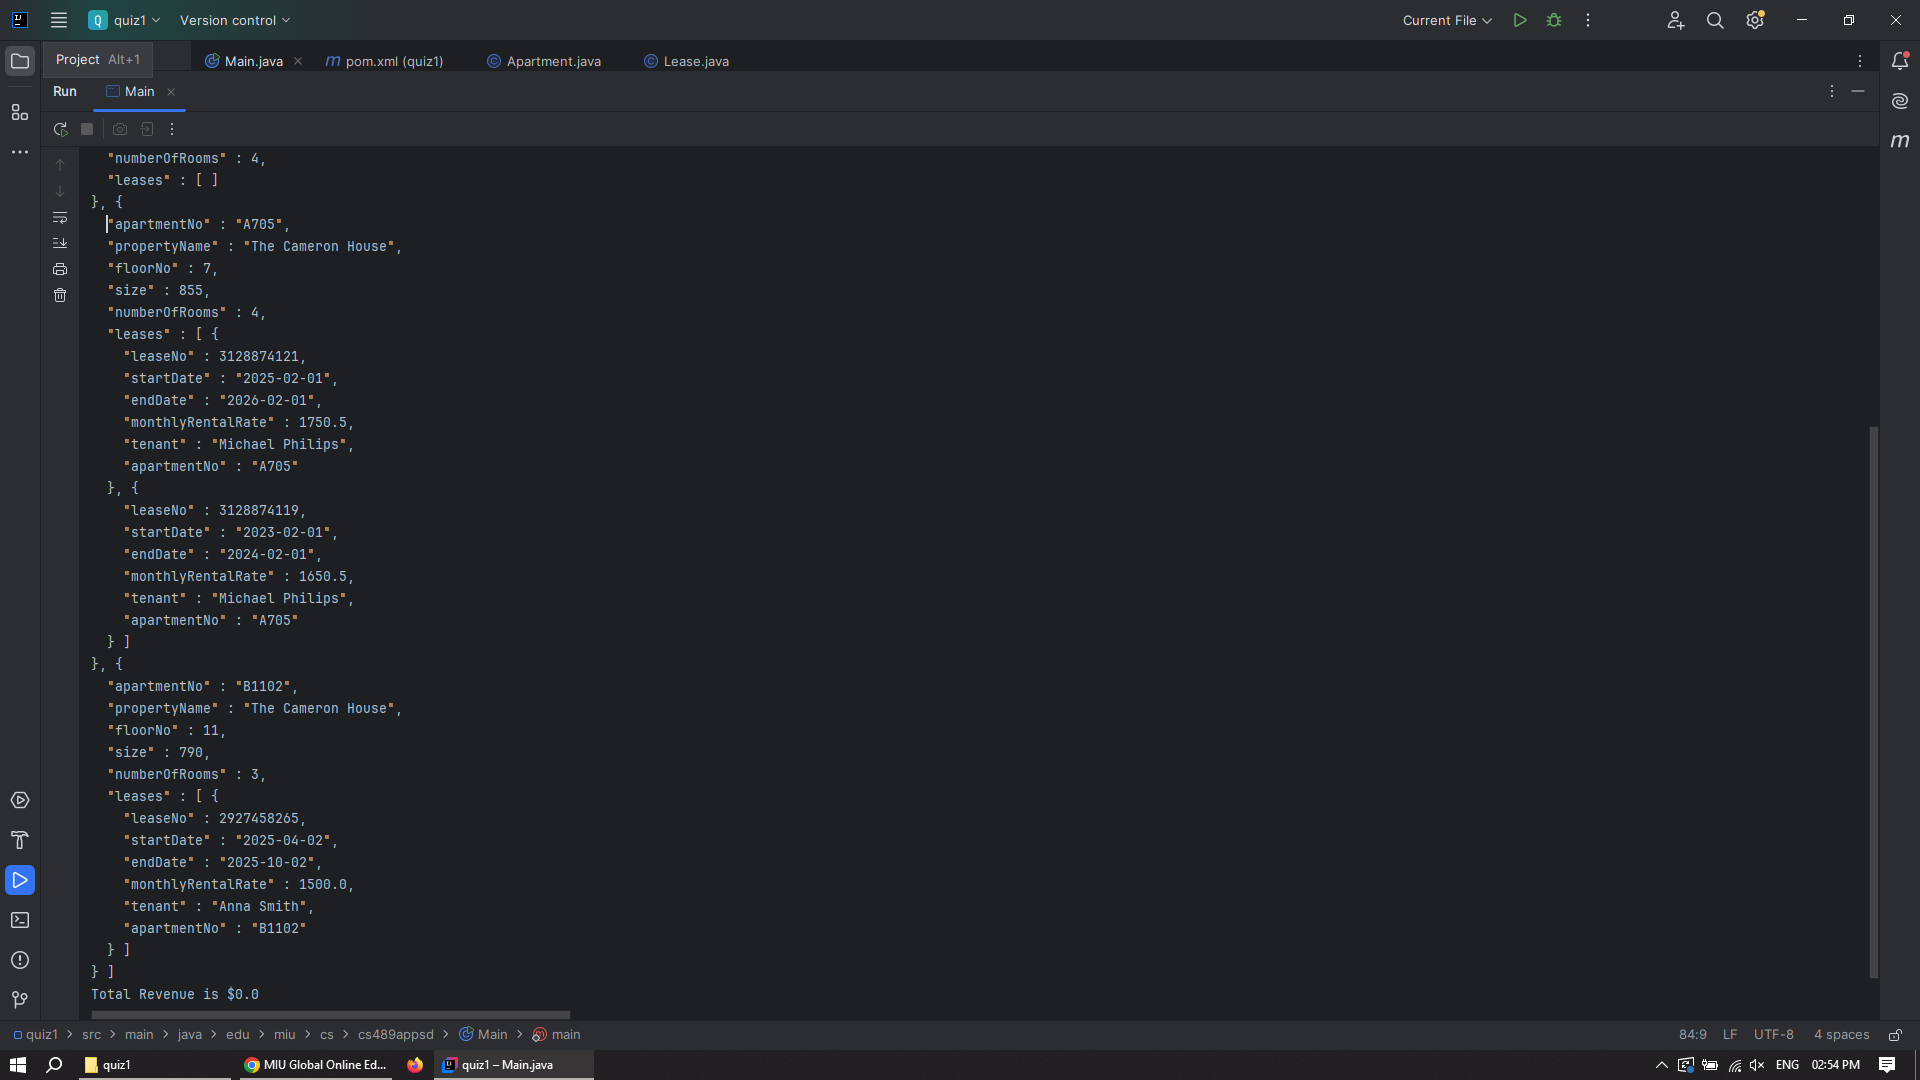 Q quiz1 Version control Current File
Project Alt+1 Main.java m pom.xml (quiz1) Apartment.java Lease.java
Run Main
"numberOfRooms" : 4,
"leases" : [ ]
}, {
"apartmentNo" : "A705",
"propertyName" : "The Cameron House",
"floorNo" : 7,
"size" : 855,
"numberOfRooms" : 4,
"leases" : [ {
"leaseNo" : 3128874121,
"startDate" : "2025-02-01",
"endDate" : "2026-02-01",
"monthlyRentalRate" : 1750.5,
"tenant" : "Michael Philips",
"apartmentNo" : "A705"
}, {
"leaseNo" : 3128874119,
"startDate" : "2023-02-01",
"endDate" : "2024-02-01",
"monthlyRentalRate" : 1650.5,
"tenant" : "Michael Philips",
"apartmentNo" : "A705"
} ]
}, {
"apartmentNo" : "B1102",
"propertyName" : "The Cameron House",
"floorNo" : 11,
"size" : 790,
"numberOfRooms" : 3,
"leases" : [ {
"leaseNo" : 2927458265,
"startDate" : "2025-04-02",
"endDate" : "2025-10-02",
"monthlyRentalRate" : 1500.0,
"tenant" : "Anna Smith",
"apartmentNo" : "B1102"
} ]
} ]
Total Revenue is $0.0
quiz1 > src > main > java > edu > miu > cs > cs489appsd > Main > main 84:9 LF UTF-8 4 spaces
quiz1 MIU Global Online Ed... quiz1 – Main.java ENG 02:54 PM